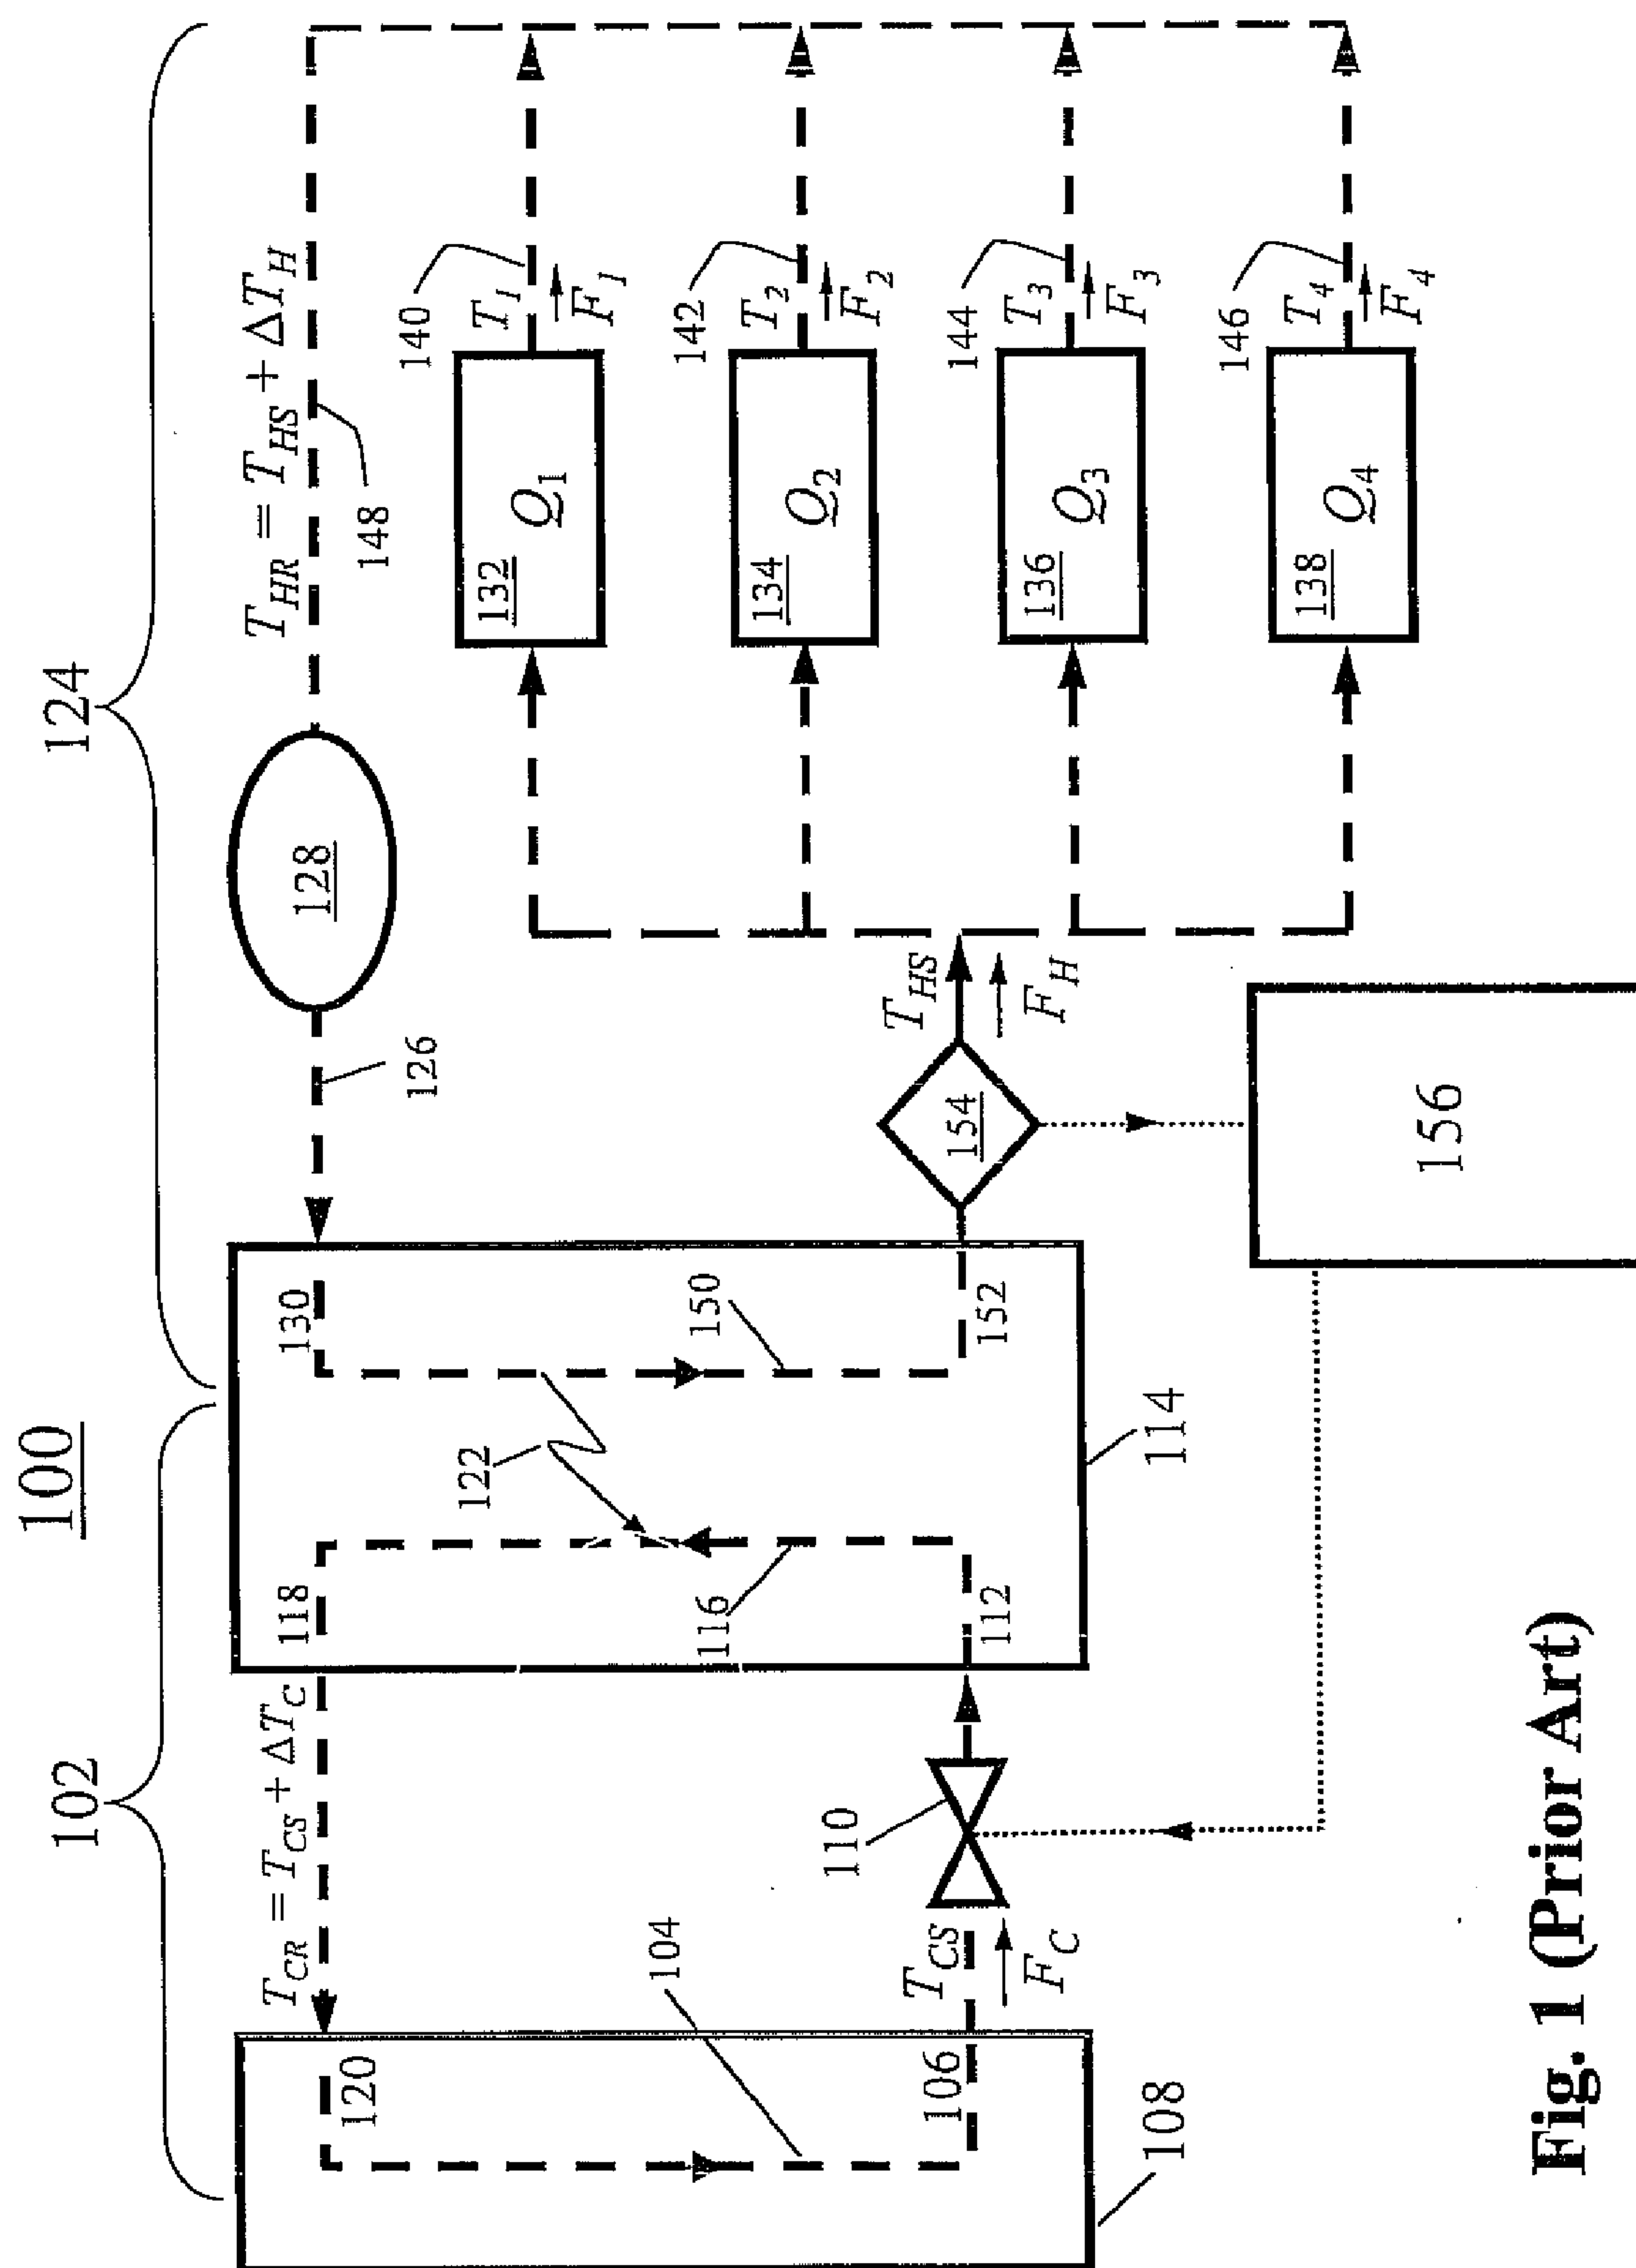 100
102
124
T_CR = T_CS + ΔT_C
T_HR = T_HS + ΔT_H
120
118
130
126
128
148
104
122
116
150
140
T_1
F_1
132
Q_1
142
T_2
F_2
134
Q_2
144
T_3
F_3
136
Q_3
146
T_4
F_4
138
Q_4
106
T_CS
F_C
110
112
152
154
T_HS
F_H
108
114
156
Fig. 1 (Prior Art)